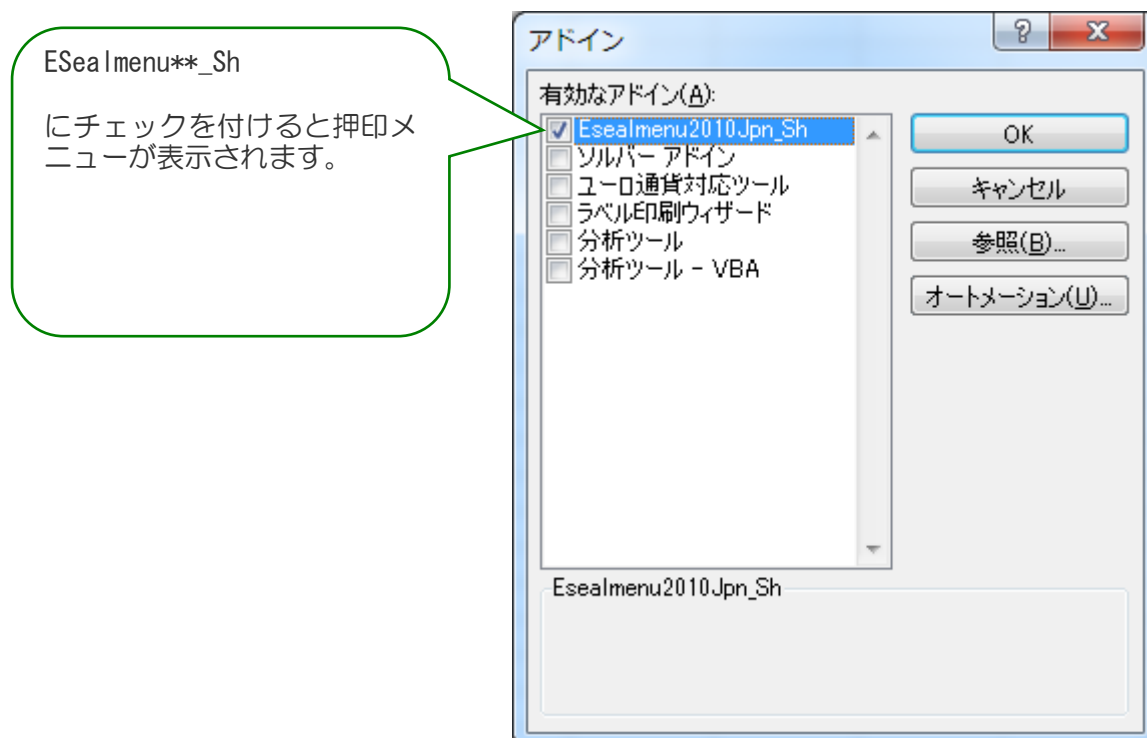 ESealmenu**_Sh
にチェックを付けると押印メ
ニューが表示されます。
アドイン
有効なアドイン(A):
Esealmenu2010Jpn_Sh
ソルバー アドイン
ユーロ通貨対応ツール
ラベル印刷ウィザード
分析ツール
分析ツール - VBA
OK
キャンセル
参照(B)...
オートメーション(U)...
Esealmenu2010Jpn_Sh